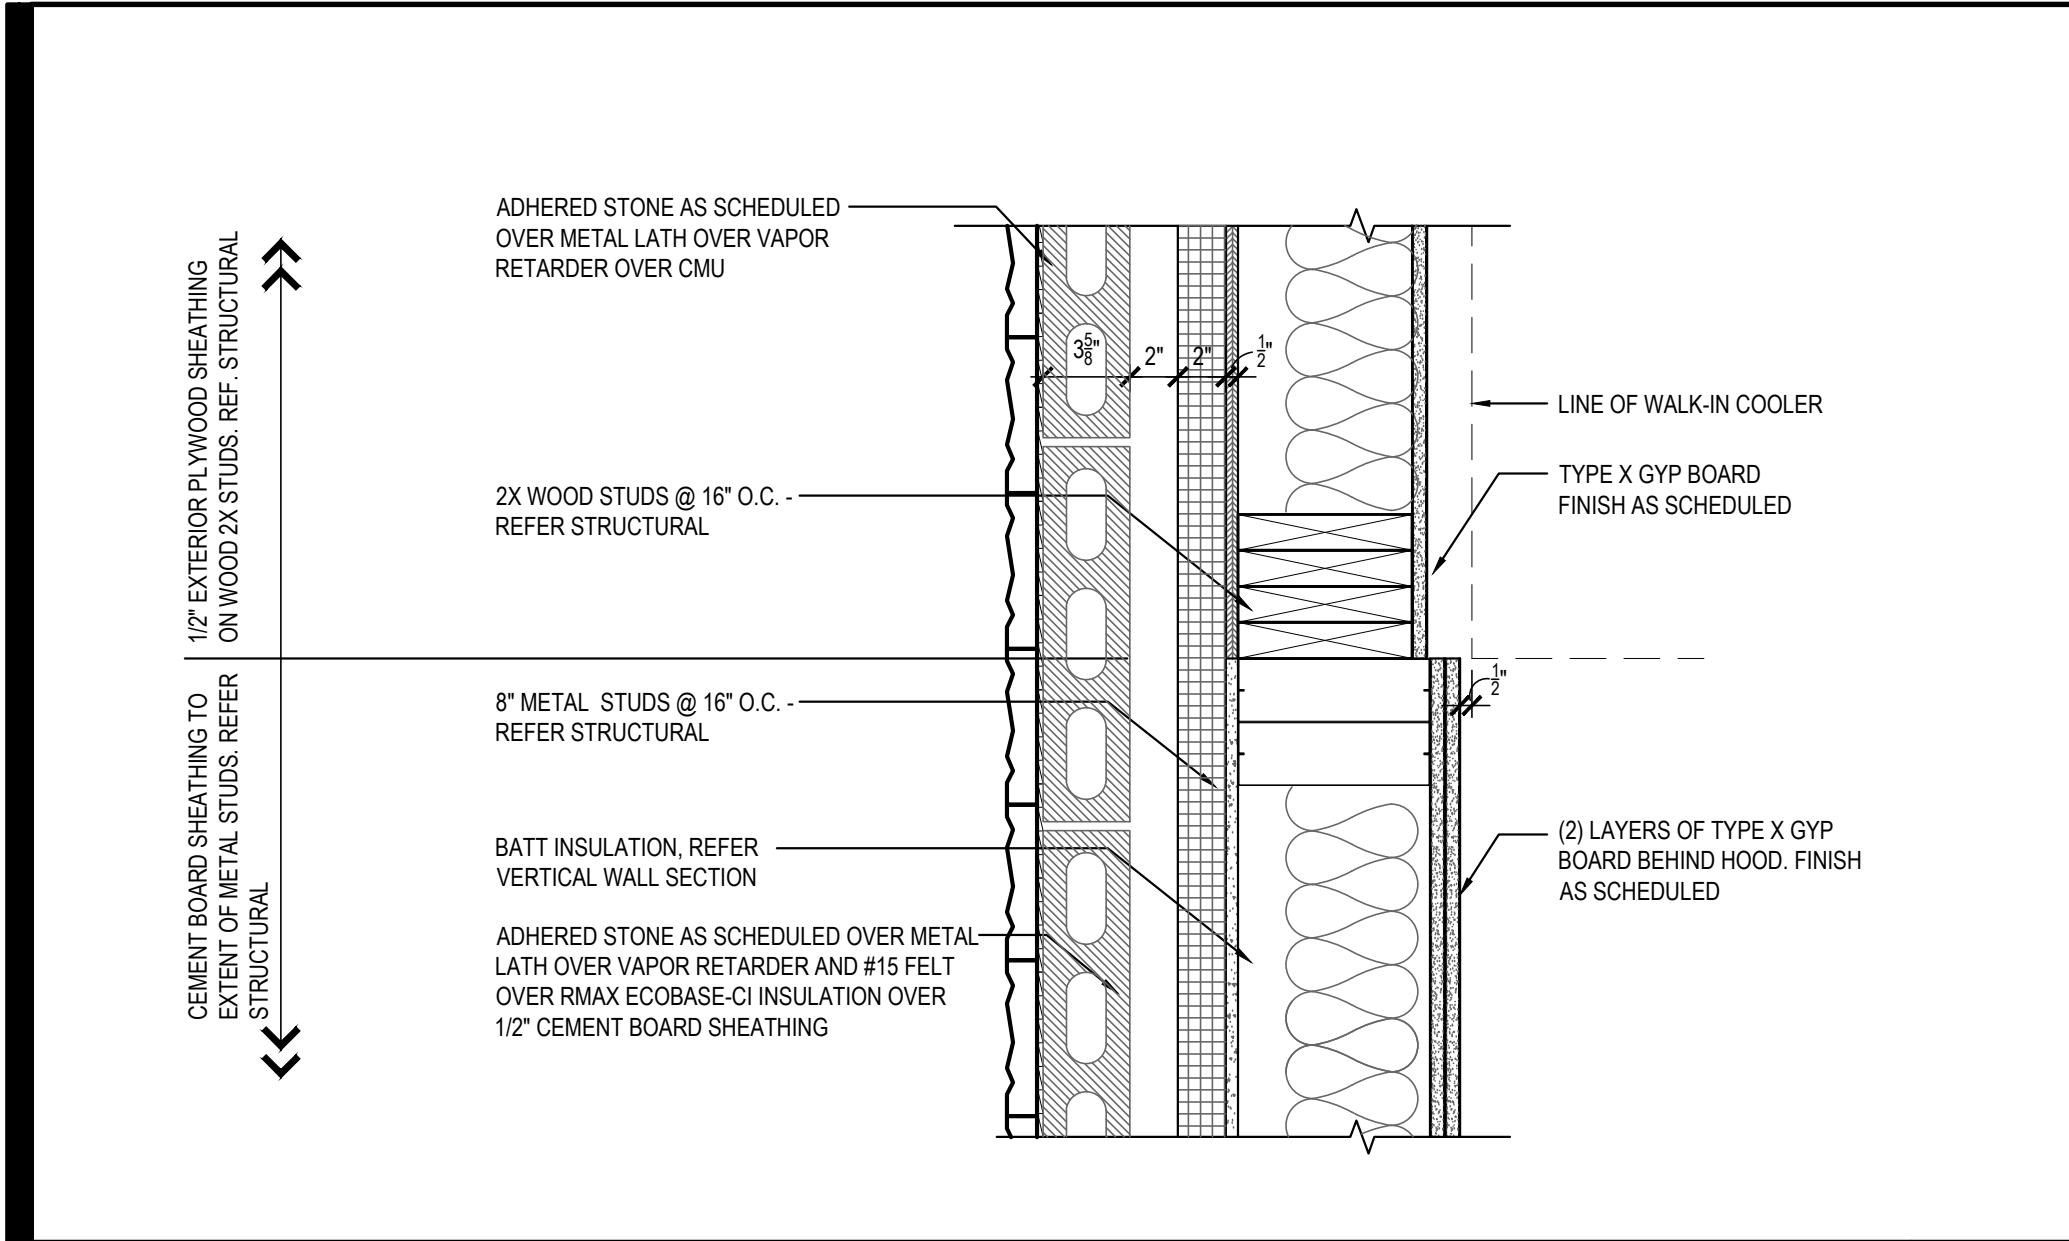 1/2" EXTERIOR PLYWOOD SHEATHING
ON WOOD 2X STUDS. REF. STRUCTURAL
CEMENT BOARD SHEATHING TO
EXTENT OF METAL STUDS. REFER
STRUCTURAL
ADHERED STONE AS SCHEDULED
OVER METAL LATH OVER VAPOR
RETARDER OVER CMU
2X WOOD STUDS @ 16" O.C. -
REFER STRUCTURAL
8" METAL STUDS @ 16" O.C. -
REFER STRUCTURAL
BATT INSULATION, REFER
VERTICAL WALL SECTION
ADHERED STONE AS SCHEDULED OVER METAL
LATH OVER VAPOR RETARDER AND #15 FELT
OVER RMAX ECOBASE-CI INSULATION OVER
1/2" CEMENT BOARD SHEATHING
3 5/8" 2" 2" 1/2"
LINE OF WALK-IN COOLER
TYPE X GYP BOARD
FINISH AS SCHEDULED
1/2"
(2) LAYERS OF TYPE X GYP
BOARD BEHIND HOOD. FINISH
AS SCHEDULED